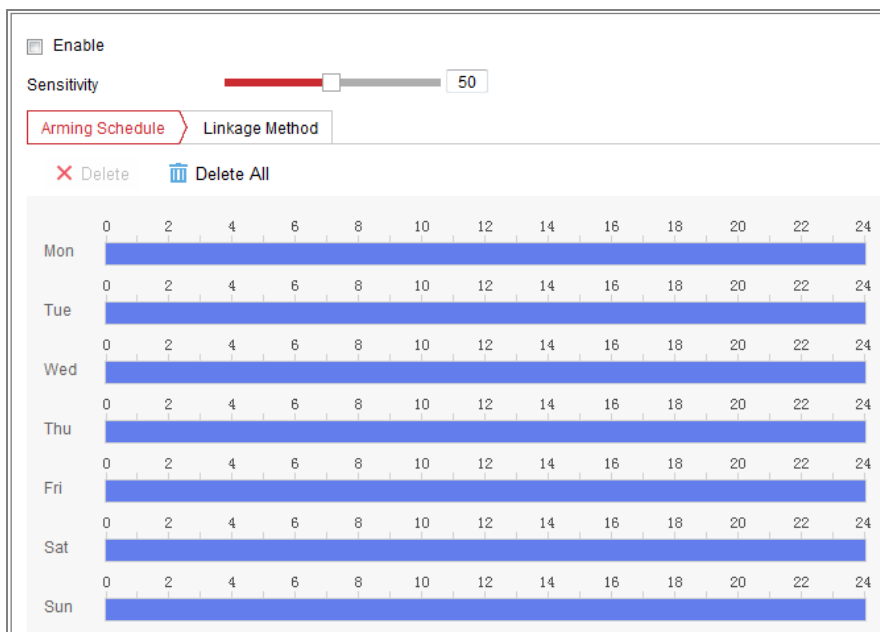 Enable
Sensitivity 50
Arming Schedule Linkage Method
Delete Delete All
0 2 4 6 8 10 12 14 16 18 20 22 24
Mon
0 2 4 6 8 10 12 14 16 18 20 22 24
Tue
0 2 4 6 8 10 12 14 16 18 20 22 24
Wed
0 2 4 6 8 10 12 14 16 18 20 22 24
Thu
0 2 4 6 8 10 12 14 16 18 20 22 24
Fri
0 2 4 6 8 10 12 14 16 18 20 22 24
Sat
0 2 4 6 8 10 12 14 16 18 20 22 24
Sun